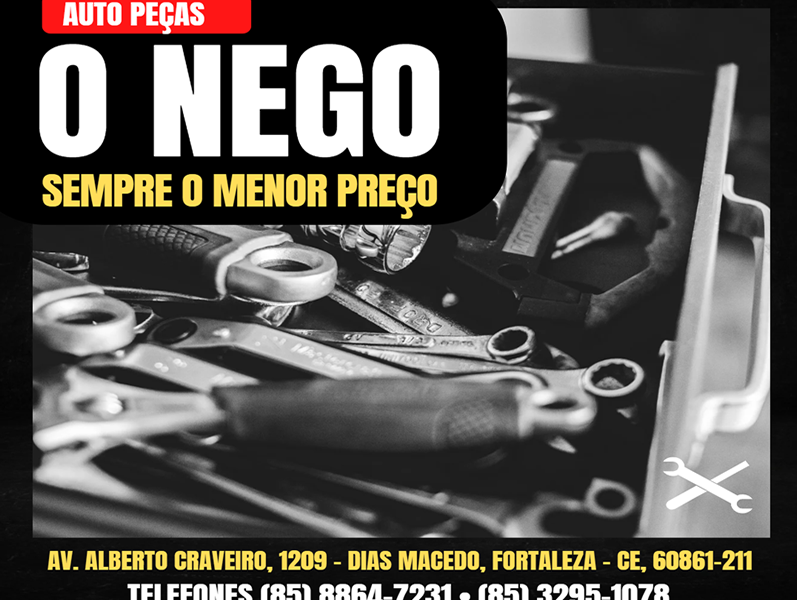 AUTO PEÇAS
O NEGO
SEMPRE O MENOR PREÇO
AV. ALBERTO CRAVEIRO, 1209 - DIAS MACEDO, FORTALEZA - CE, 60861-211
TELEFONES (85) 8864-7231 • (85) 3295-1078